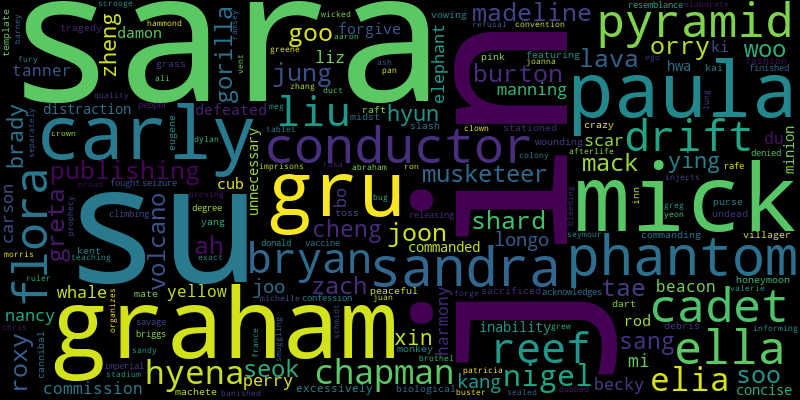 sara
su
jin
gru
graham
mick
paula
carly
phantom
pyramid
conductor
sandra
bryan
flora
cadet
ella
drift
liu
chapman
reef
hyena
nigel
elia
musketeer
publishing
madeline
burton
manning
gorilla
zheng
damon
tanner
goo
liz
jung
forgive
orry
woo
lava
hwa
ki
kai
scar
mack
ying
du
minion
elephant
vowing
featuring
pink
brady
distraction
defeated
hyun
slash
stationed
wounding
colony
shard
longo
joon
commanded
cheng
bo
toss
ah
volcano
greta
carson
roxy
nancy
whale
yellow
commission
zach
joo
xin
seok
perry
kang
becky
soo
concise
sang
mi
rod
tae
beacon
dart
debris
inability
grew
harmony
unnecessary
cub
degree
yang
exact
kent
teaching
climbing
fought
seizure
proving
prophecy
proud
crown
template
scrooge
barney
tragedy
hammond
fury
grass
ali
quality
pepper
eugene
dylan
separately
ramsey
vent
greene
wicked
aaron
ash
pan
duct
zhang
meg
raft
tablet
midst
clown
convention
joanna
refusal
ego
resemblance
elaborate
fashion
finished
lung
crazy
afterlife
denied
rafe
injects
greg
yeon
purse
undead
inn
bleeding
seymour
commanding
villager
honeymoon
valerie
informing
acknowledges
sacrificed
forge
releasing
imprisons
rosa
abraham
ron
bug
donald
vaccine
michelle
confession
peaceful
juan
france
smuggling
schmidt
monkey
brothel
biological
excessively
patricia
buster
sealed
dubbed
banished
machete
imperial
stadium
sandy
briggs
savage
mate
organizes
cannibal
ruler
morris
chris